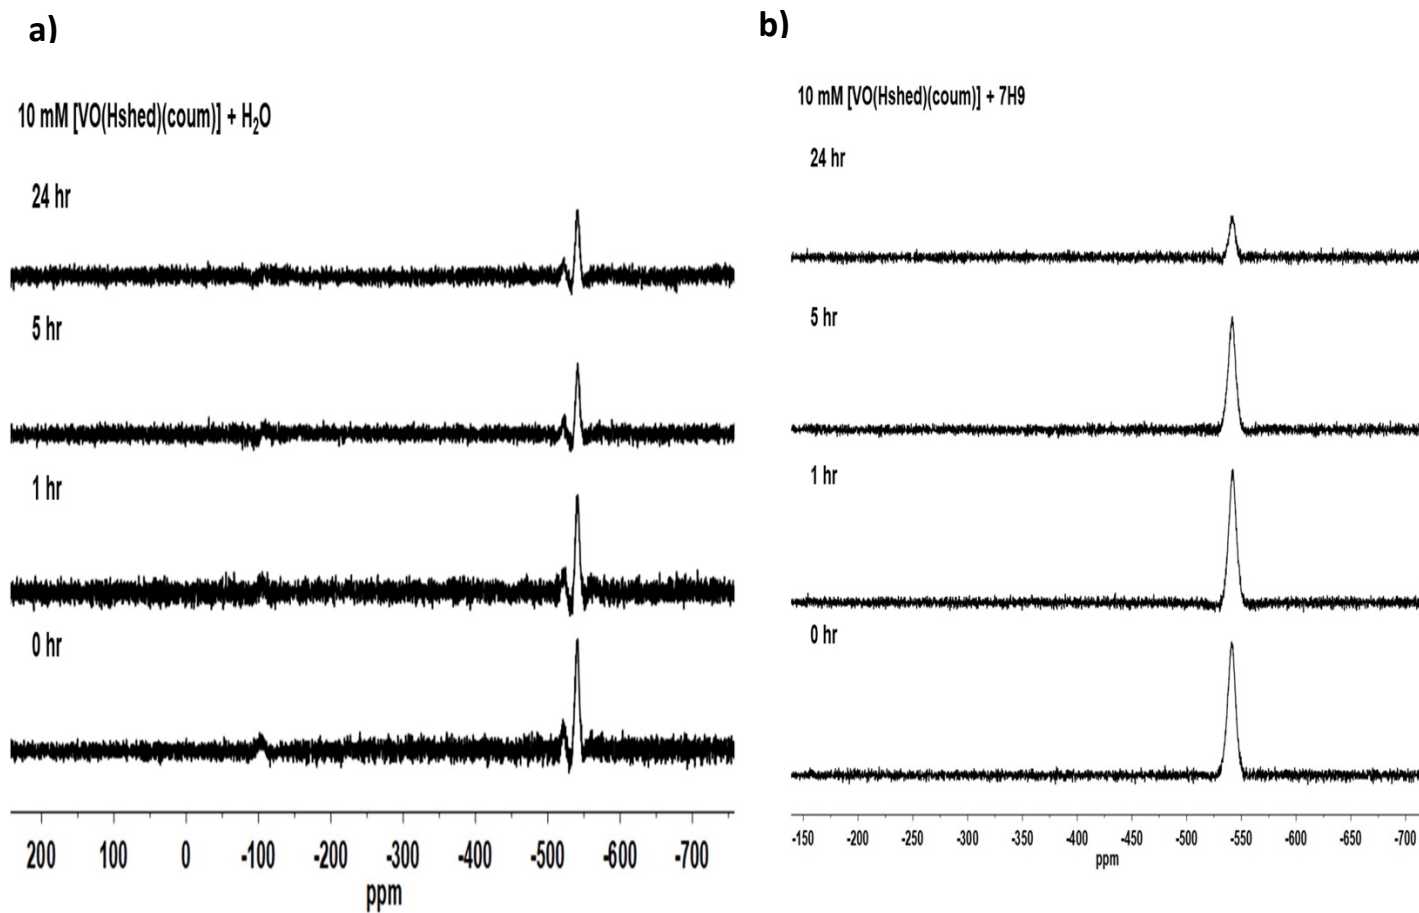 a)
10 mM [VO(Hshed)(coum)] + H₂O
24 hr
5 hr
1 hr
0 hr
200 100 0 -100 -200 -300 -400 -500 -600 -700
ppm
b)
10 mM [VO(Hshed)(coum)] + 7H9
24 hr
5 hr
1 hr
0 hr
-150 -200 -250 -300 -350 -400 -450 -500 -550 -600 -650 -700
ppm